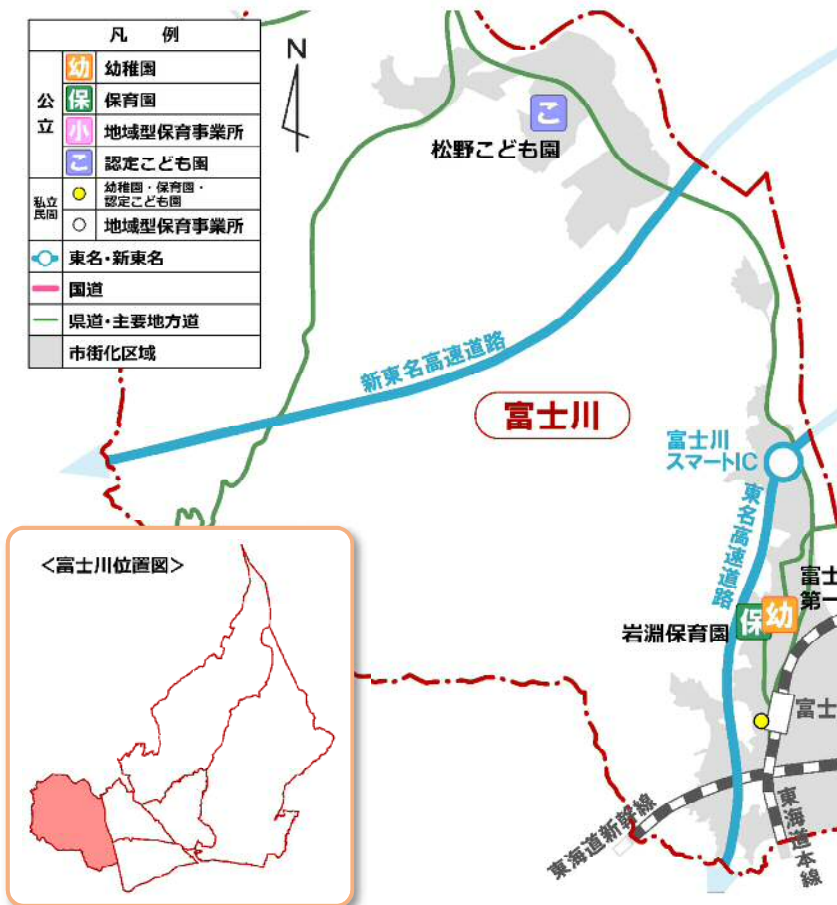 凡 例
公立
幼 幼稚園
保 保育園
小 地域型保育事業所
こ 認定こども園
私立
民間
幼稚園・保育園・
認定こども園
地域型保育事業所
東名・新東名
国道
県道・主要地方道
市街化区域
N
こ
松野こども園
新東名高速道路
富士川
富士川
スマートIC
東名高速道路
富士
第一
保
幼
岩淵保育園
富士
東海道新幹線
東海道本線
<富士川位置図>